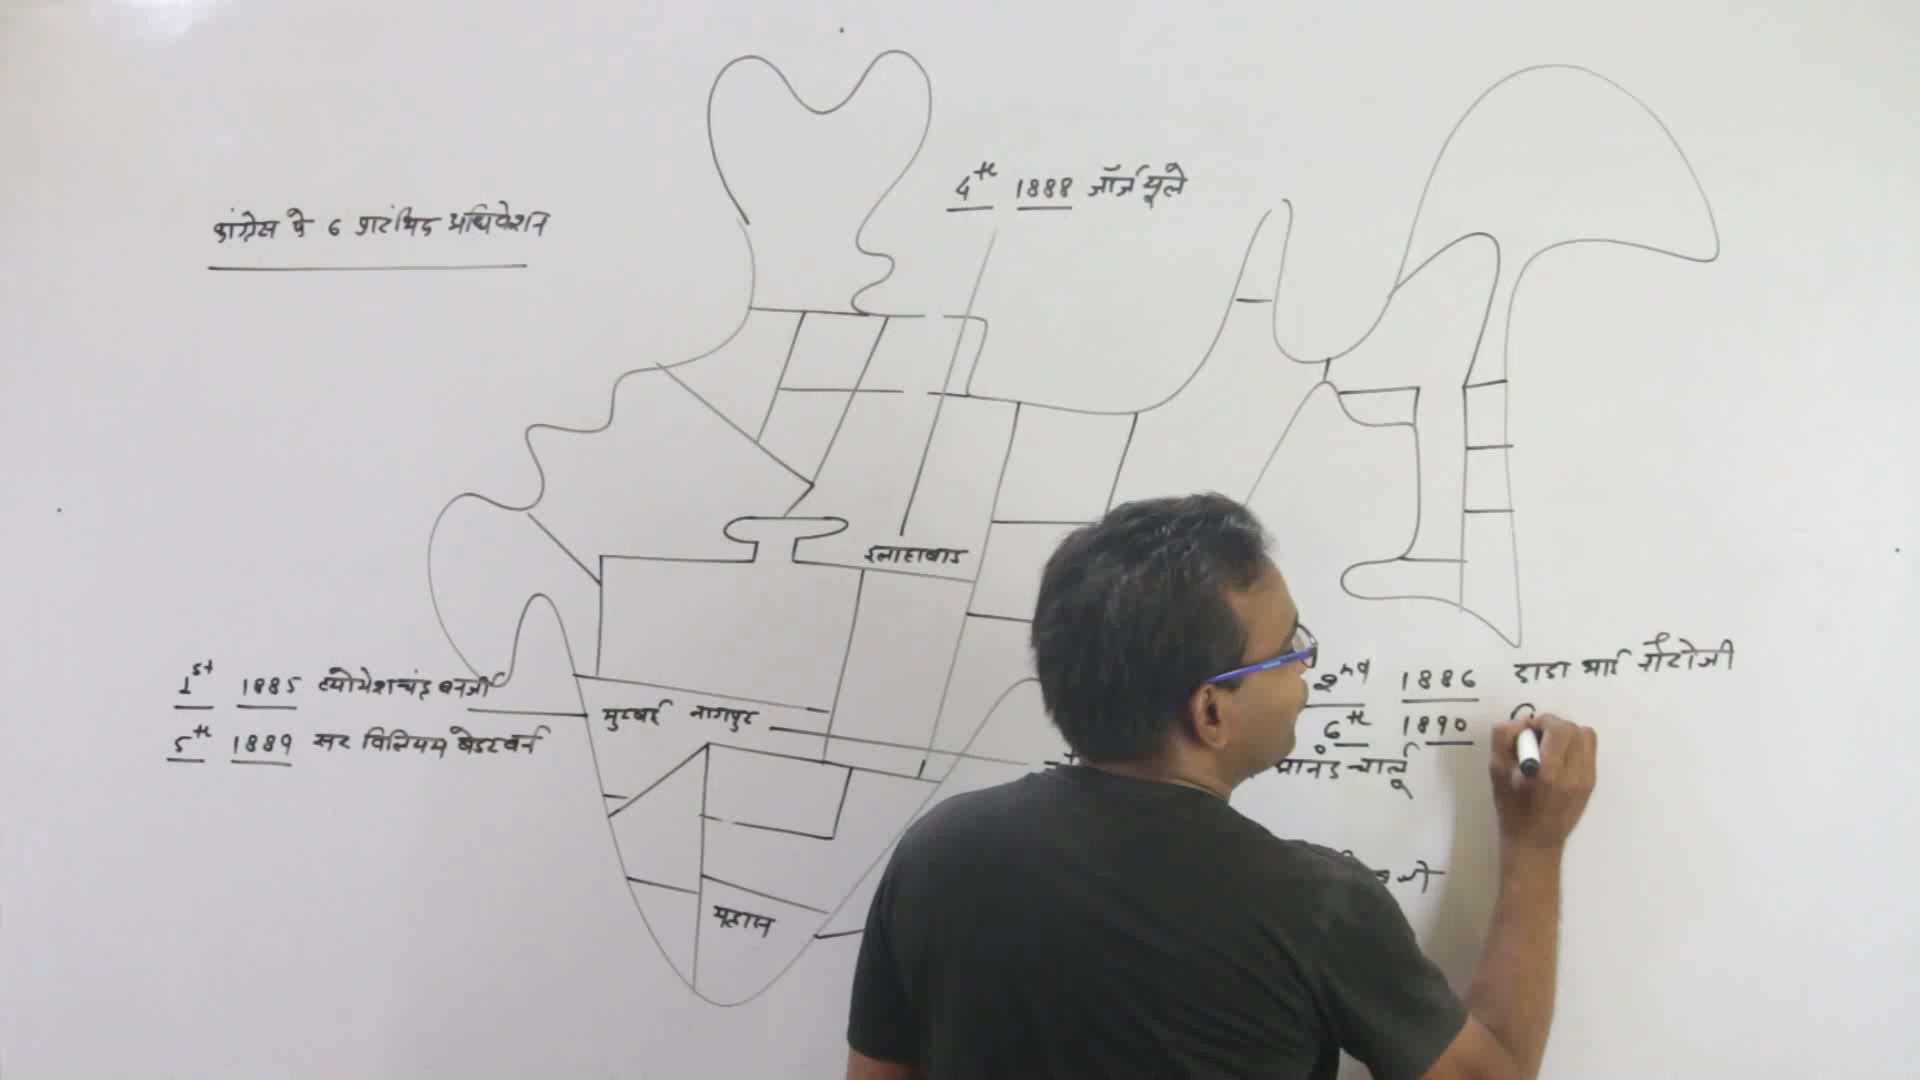 कांग्रेस के 6 प्रारंभिक अधिवेशन
4th 1888 जॉर्ज यूले
इलाहाबाद
1st 1885 व्योमेशचंद्र बनर्जी
5th 1889 सर विलियम वेडरबर्न
मुम्बई नागपुर
2nd 1886 दादा भाई नौरोजी
6th 1890
आनंद चार्लू
मद्रास